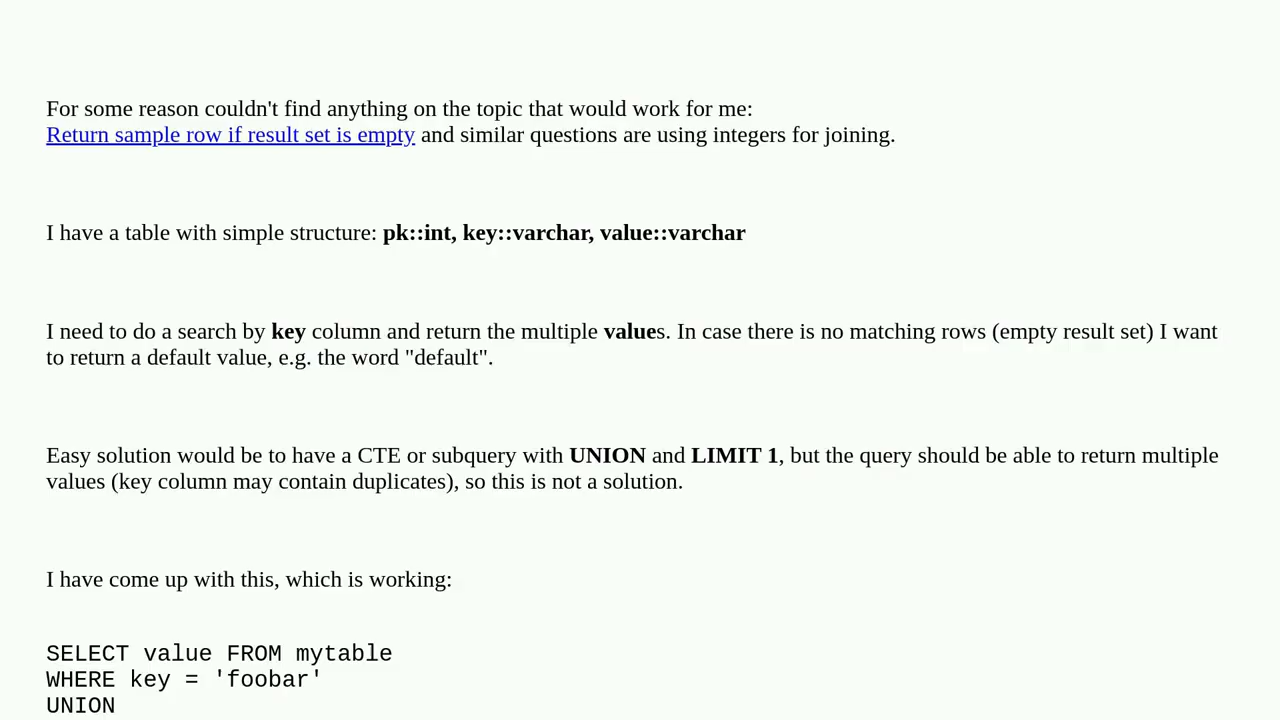 For some reason couldn't find anything on the topic that would work for me:
Return sample row if result set is empty and similar questions are using integers for joining.
I have a table with simple structure: pk::int, key::varchar, value::varchar
I need to do a search by key column and return the multiple values. In case there is no matching rows (empty result set) I want
to return a default value, e.g. the word "default".
Easy solution would be to have a CTE or subquery with UNION and LIMIT 1, but the query should be able to return multiple
values (key column may contain duplicates), so this is not a solution.
I have come up with this, which is working:
SELECT value FROM mytable
WHERE key = 'foobar'
UNION